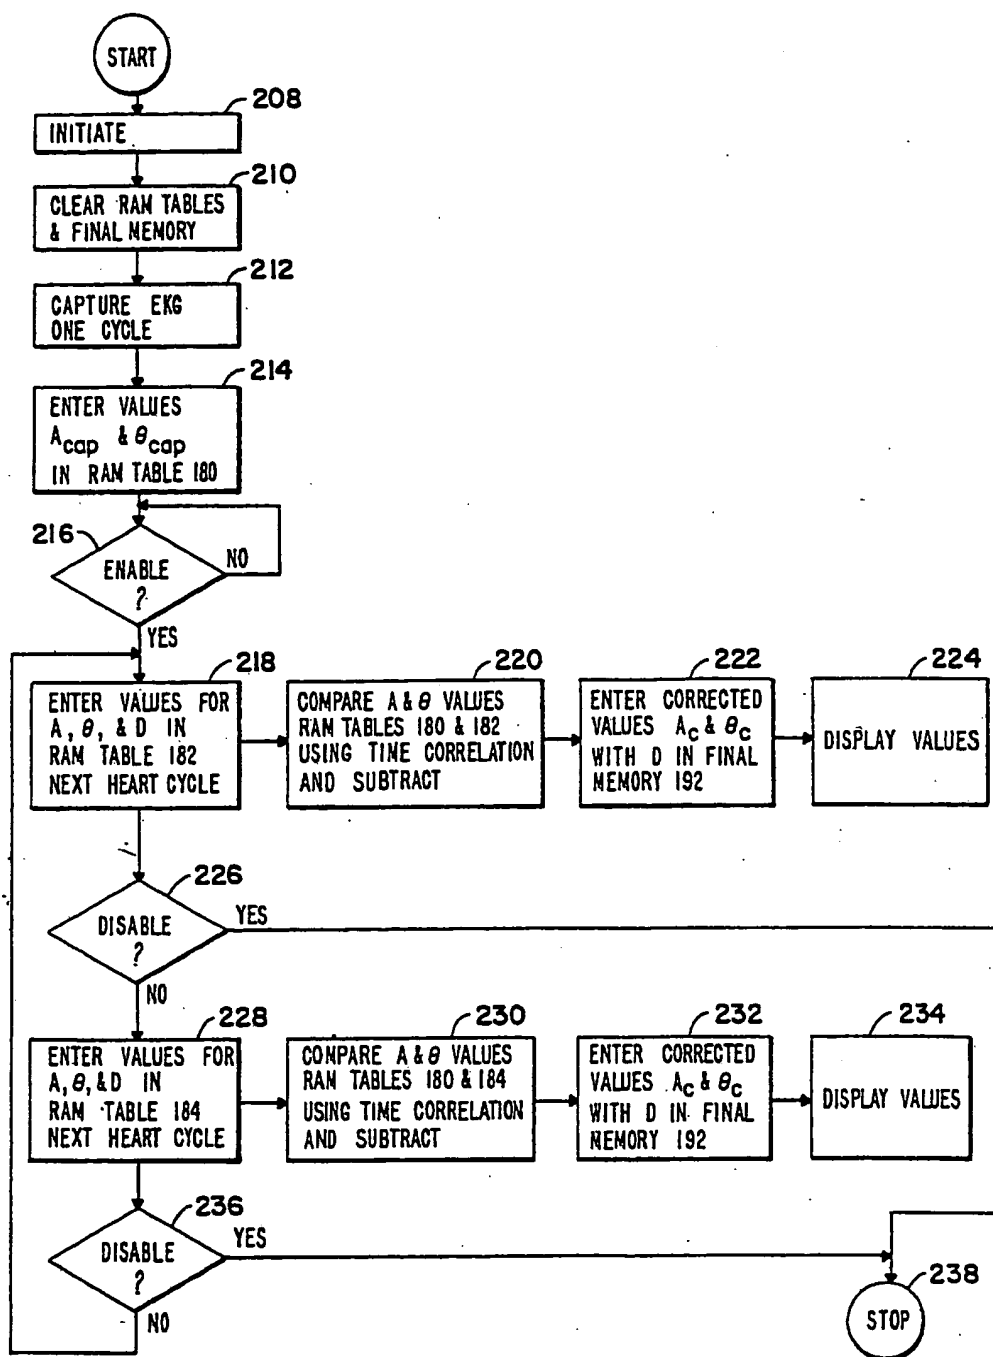 START
208
INITIATE
210
CLEAR RAM TABLES
& FINAL MEMORY
212
CAPTURE EKG
ONE CYCLE
214
ENTER VALUES
Acap & θcap
IN RAM TABLE 180
216
ENABLE
?
NO
YES
218
ENTER VALUES FOR
A, θ, & D IN
RAM TABLE 182
NEXT HEART CYCLE
220
COMPARE A & θ VALUES
RAM TABLES 180 & 182
USING TIME CORRELATION
AND SUBTRACT
222
ENTER CORRECTED
VALUES Ac & θc
WITH D IN FINAL
MEMORY 192
224
DISPLAY VALUES
226
DISABLE
?
YES
NO
228
ENTER VALUES FOR
A, θ, & D IN
RAM TABLE 184
NEXT HEART CYCLE
230
COMPARE A & θ VALUES
RAM TABLES 180 & 184
USING TIME CORRELATION
AND SUBTRACT
232
ENTER CORRECTED
VALUES Ac & θc
WITH D IN FINAL
MEMORY 192
234
DISPLAY VALUES
236
DISABLE
?
YES
NO
238
STOP